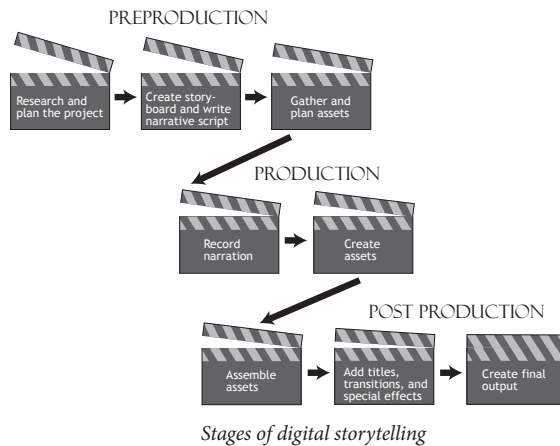 PREPRODUCTION
Research and
plan the project
Create story-
board and write
narrative script
Gather and
plan assets
PRODUCTION
Record
narration
Create
assets
POST PRODUCTION
Assemble
assets
Add titles,
transitions, and
special effects
Create final
output
Stages of digital storytelling